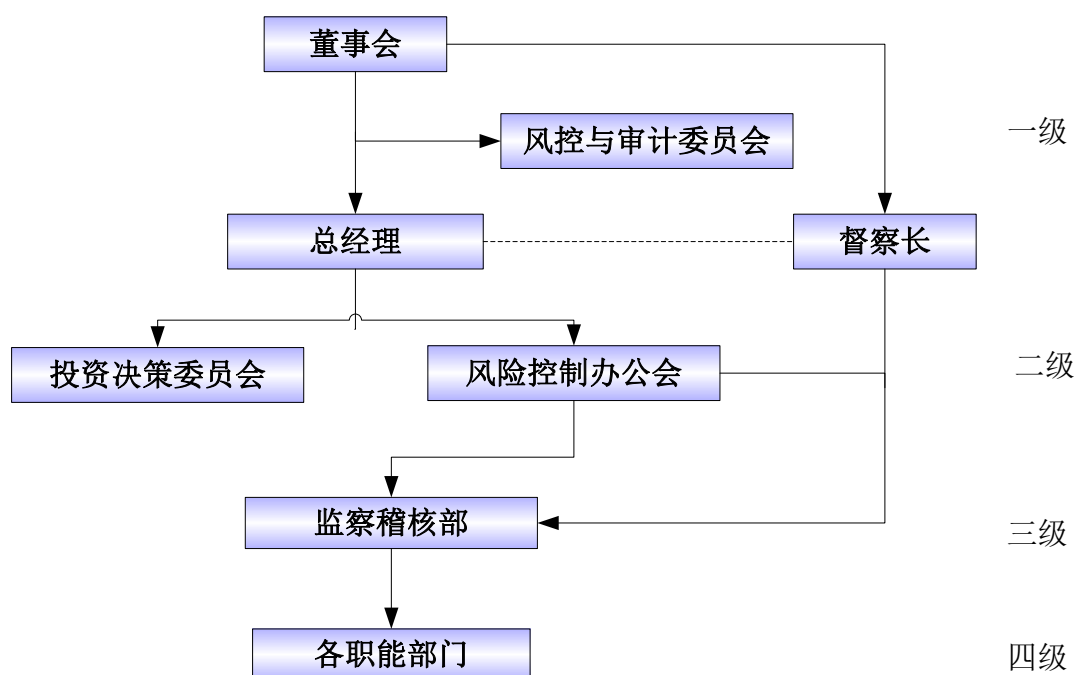 董事会
风控与审计委员会
一级
总经理
督察长
投资决策委员会
风险控制办公会
二级
监察稽核部
三级
各职能部门
四级